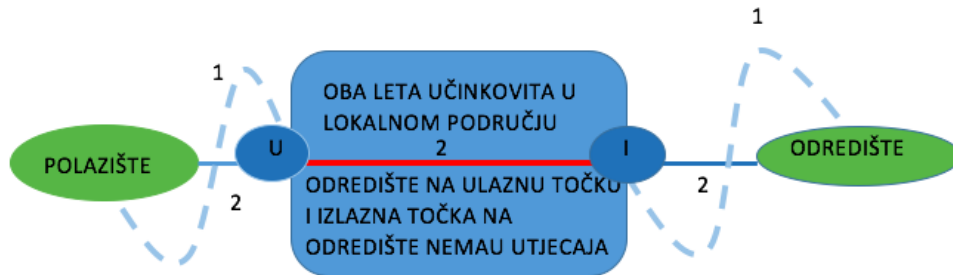 1
1
OBA LETA UČINKOVITA U
LOKALNOM PODRUČJU
POLAZIŠTE
U
2
I
ODREDIŠTE
2
2
ODREDIŠTE NA ULAZNU TOČKU
I IZLAZNA TOČKA NA
ODREDIŠTE NEMAU UTJECAJA